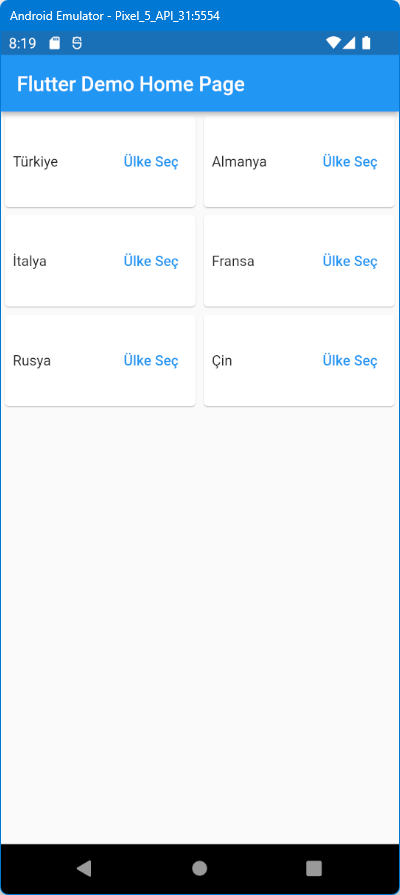 Android Emulator - Pixel_5_API_31:5554
8:19
Flutter Demo Home Page
Türkiye Ülke Seç Almanya Ülke Seç
İtalya Ülke Seç Fransa Ülke Seç
Rusya Ülke Seç Çin Ülke Seç